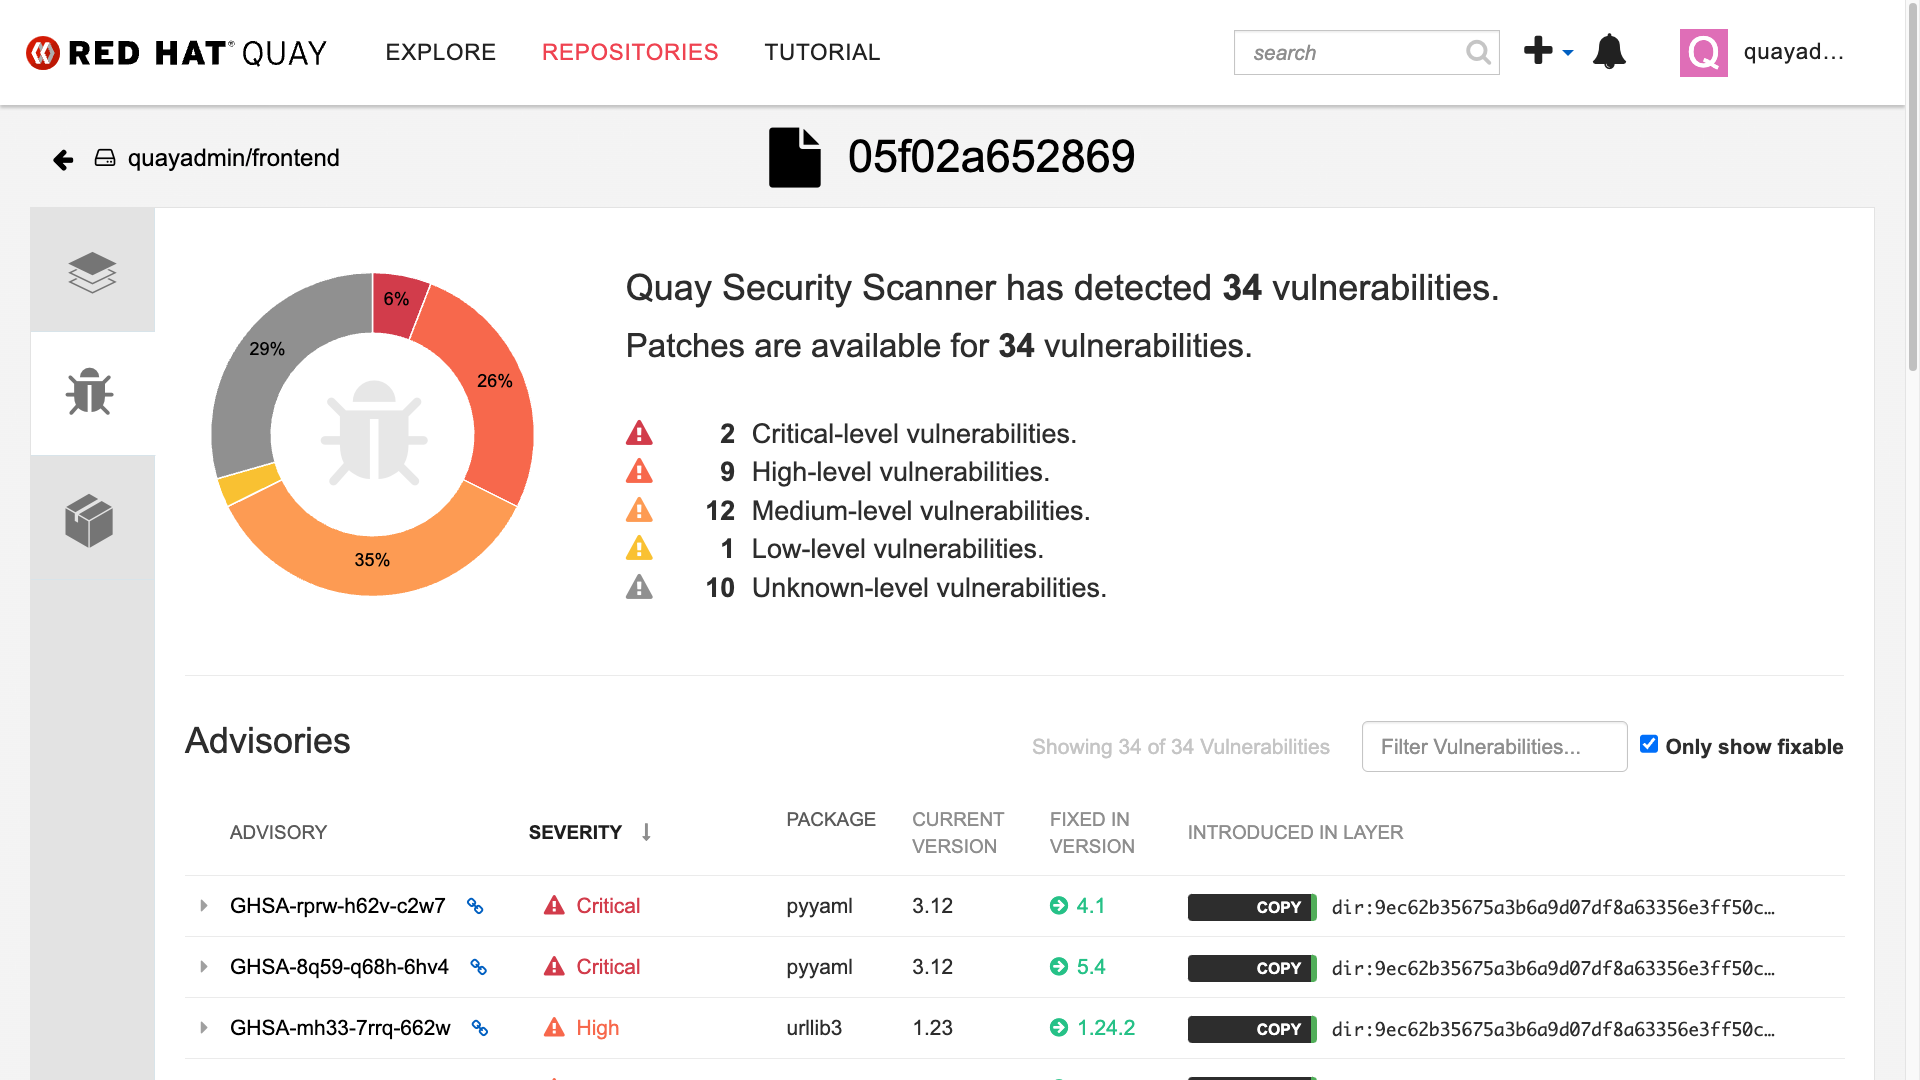 RED HAT® QUAY EXPLORE REPOSITORIES TUTORIAL search quayad...
quayadmin/frontend
05f02a652869
6%
29%
26%
35%
Quay Security Scanner has detected 34 vulnerabilities.
Patches are available for 34 vulnerabilities.
2 Critical-level vulnerabilities.
9 High-level vulnerabilities.
12 Medium-level vulnerabilities.
1 Low-level vulnerabilities.
10 Unknown-level vulnerabilities.
Advisories
Showing 34 of 34 Vulnerabilities
Filter Vulnerabilities...
Only show fixable
ADVISORY SEVERITY PACKAGE CURRENT VERSION FIXED IN VERSION INTRODUCED IN LAYER
GHSA-rprw-h62v-c2w7 Critical pyyaml 3.12 4.1 COPY dir:9ec62b35675a3b6a9d07df8a63356e3ff50c…
GHSA-8q59-q68h-6hv4 Critical pyyaml 3.12 5.4 COPY dir:9ec62b35675a3b6a9d07df8a63356e3ff50c…
GHSA-mh33-7rrq-662w High urllib3 1.23 1.24.2 COPY dir:9ec62b35675a3b6a9d07df8a63356e3ff50c…